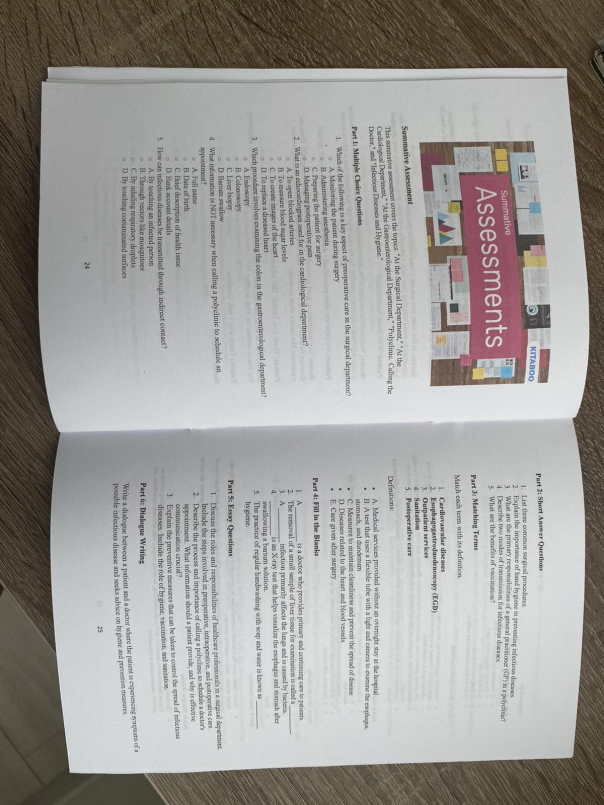 KITABOO
Summative
Assessments
Summative Assessment
This summative assessment covers the topics: "At the Surgical Department," "At the
Cardiological Department," "At the Gastroenterological Department," "Polyclinic. Calling the
Doctor," and "Infectious Diseases and Hygiene."
Part 1: Multiple Choice Questions
1. Which of the following is a key aspect of preoperative care in the surgical department?
o A. Monitoring the patient during surgery
o B. Administering anesthesia
o C. Preparing the patient for surgery
o D. Managing postoperative pain
2. What is an echocardiogram used for in the cardiological department?
o A. To open blocked arteries
o B. To measure blood sugar levels
o C. To create images of the heart
o D. To replace a diseased heart
3. Which procedure involves examining the colon in the gastroenterological department?
o A. Endoscopy
o B. Colonoscopy
o C. Liver biopsy
o D. Barium swallow
4. What information is NOT necessary when calling a polyclinic to schedule an
appointment?
o A. Full name
o B. Date of birth
o C. Brief description of health issue
o D. Bank account details
5. How can infectious diseases be transmitted through indirect contact?
o A. By touching an infected person
o B. Through vectors like mosquitoes
o C. By inhaling respiratory droplets
o D. By touching contaminated surfaces
24
Part 2: Short Answer Questions
1. List three common surgical procedures.
2. Explain the importance of hand hygiene in preventing infectious diseases.
3. What are the primary responsibilities of a general practitioner (GP) in a polyclinic?
4. Describe two modes of transmission for infectious diseases.
5. What are the benefits of vaccination?
Part 3: Matching Terms
Match each term with its definition.
1. Cardiovascular diseases
2. Esophagogastroduodenoscopy (EGD)
3. Outpatient services
4. Sanitation
5. Postoperative care
Definitions:
• A. Medical services provided without an overnight stay at the hospital
• B. A test that uses a flexible tube with a light and camera to examine the esophagus,
stomach, and duodenum
• C. Measures to maintain cleanliness and prevent the spread of disease
• D. Diseases related to the heart and blood vessels
• E. Care given after surgery
Part 4: Fill in the Blanks
1. A ________ is a doctor who provides primary and continuing care to patients.
2. The removal of a small sample of liver tissue for examination is called a ________
3. A ________ infection primarily affects the lungs and is caused by bacteria.
4. ________ is an X-ray test that helps visualize the esophagus and stomach after
swallowing a barium solution.
5. The practice of regular handwashing with soap and water is known as ________
hygiene.
Part 5: Essay Questions
1. Discuss the roles and responsibilities of healthcare professionals in a surgical department.
Include the steps involved in preoperative, intraoperative, and postoperative care.
2. Describe the process and importance of calling a polyclinic to schedule a doctor's
appointment. What information should a patient provide, and why is effective
communication crucial?
3. Explain the preventive measures that can be taken to control the spread of infectious
diseases. Include the role of hygiene, vaccination, and sanitation.
Part 6: Dialogue Writing
Write a dialogue between a patient and a doctor where the patient is experiencing symptoms of a
possible infectious disease and seeks advice on hygiene and prevention measures
25